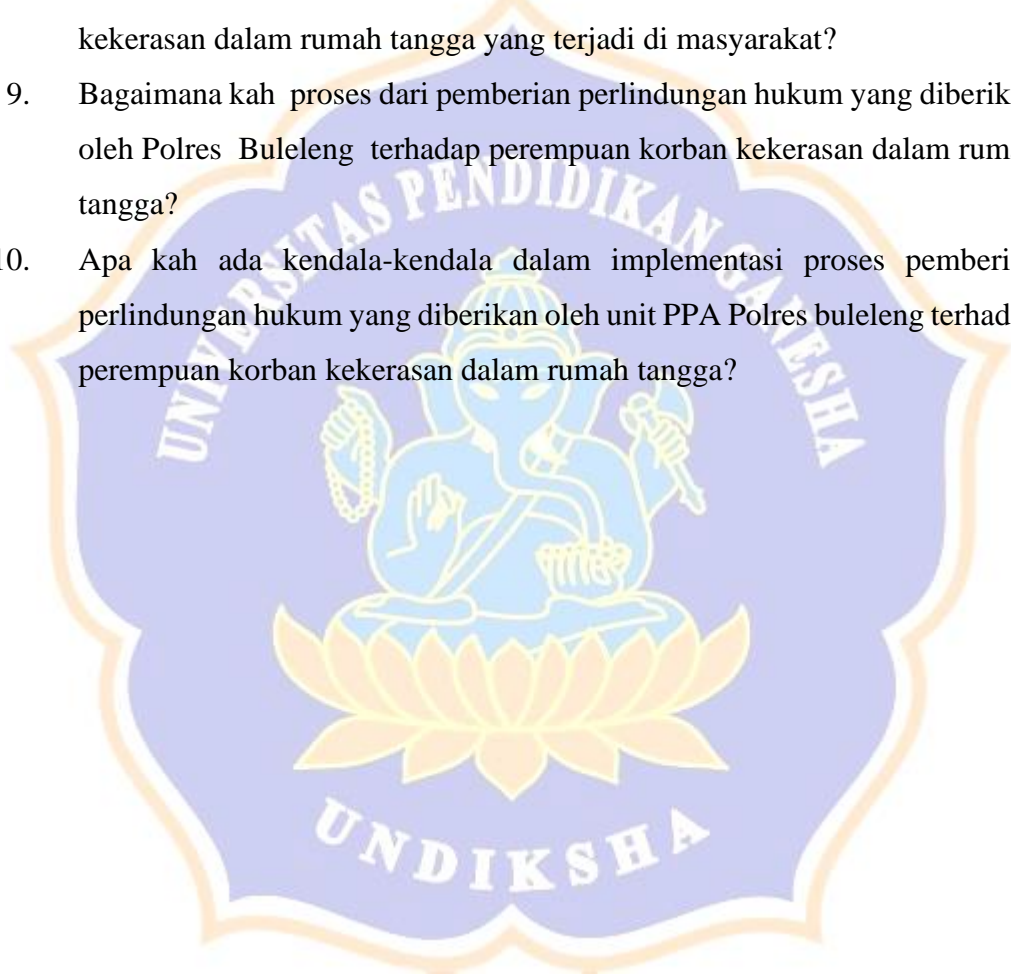 kekerasan dalam rumah tangga yang terjadi di masyarakat?
9. Bagaimana kah proses dari pemberian perlindungan hukum yang diberik
oleh Polres Buleleng terhadap perempuan korban kekerasan dalam rum
tangga?
10. Apa kah ada kendala-kendala dalam implementasi proses pemberi
perlindungan hukum yang diberikan oleh unit PPA Polres buleleng terhad
perempuan korban kekerasan dalam rumah tangga?
UNIVERSITAS PENDIDIKAN GANESHA
UNDIKSHA